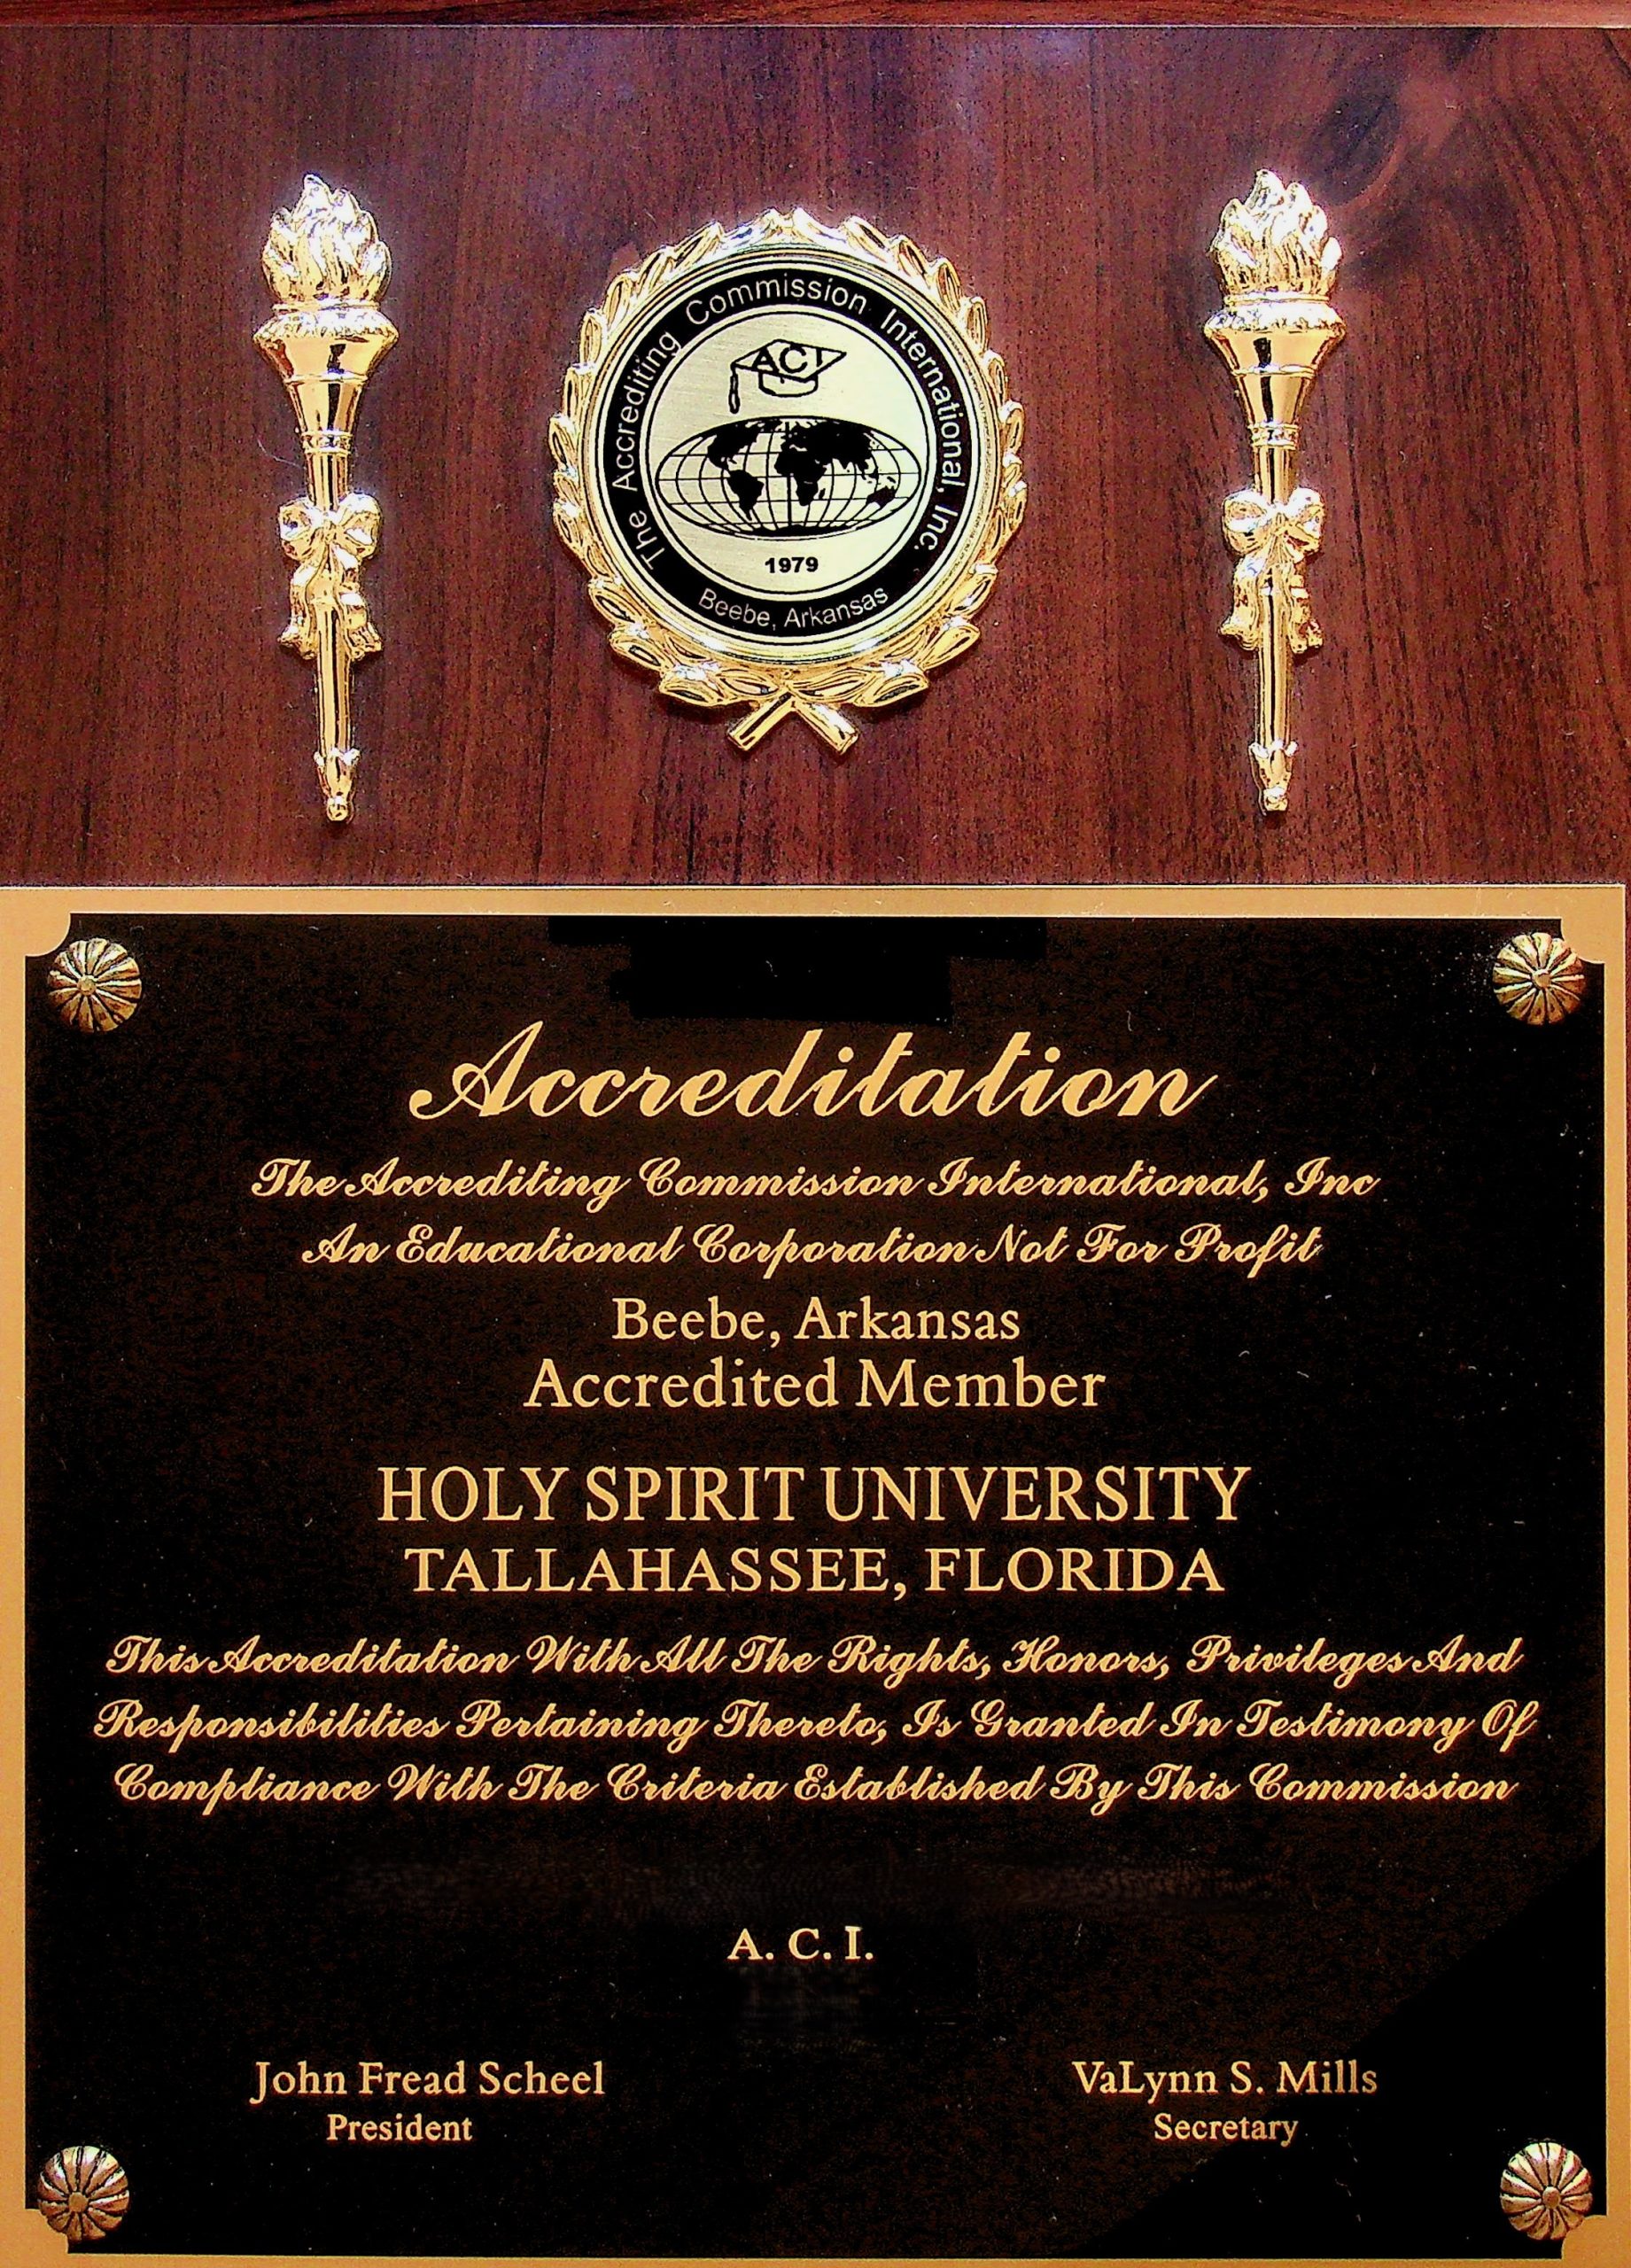 The Accrediting Commission International, Inc.
ACI
1979
Beebe, Arkansas
Accreditation
The Accrediting Commission International, Inc
An Educational Corporation Not For Profit
Beebe, Arkansas
Accredited Member
HOLY SPIRIT UNIVERSITY
TALLAHASSEE, FLORIDA
This Accreditation With All The Rights, Honors, Privileges And
Responsibilities Pertaining Thereto, Is Granted In Testimony Of
Compliance With The Criteria Established By This Commission
A. C. I.
John Fread Scheel VaLynn S. Mills
President Secretary